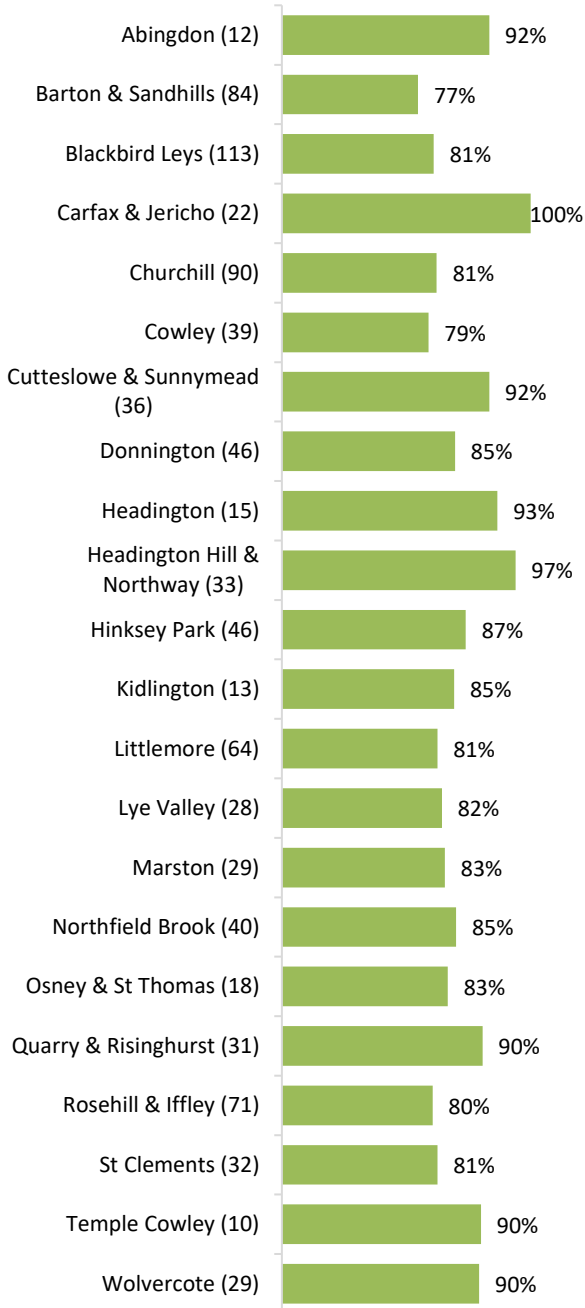 Abingdon (12) 92%
Barton & Sandhills (84) 77%
Blackbird Leys (113) 81%
Carfax & Jericho (22) 100%
Churchill (90) 81%
Cowley (39) 79%
Cutteslowe & Sunnymead
(36) 92%
Donnington (46) 85%
Headington (15) 93%
Headington Hill &
Northway (33) 97%
Hinksey Park (46) 87%
Kidlington (13) 85%
Littlemore (64) 81%
Lye Valley (28) 82%
Marston (29) 83%
Northfield Brook (40) 85%
Osney & St Thomas (18) 83%
Quarry & Risinghurst (31) 90%
Rosehill & Iffley (71) 80%
St Clements (32) 81%
Temple Cowley (10) 90%
Wolvercote (29) 90%